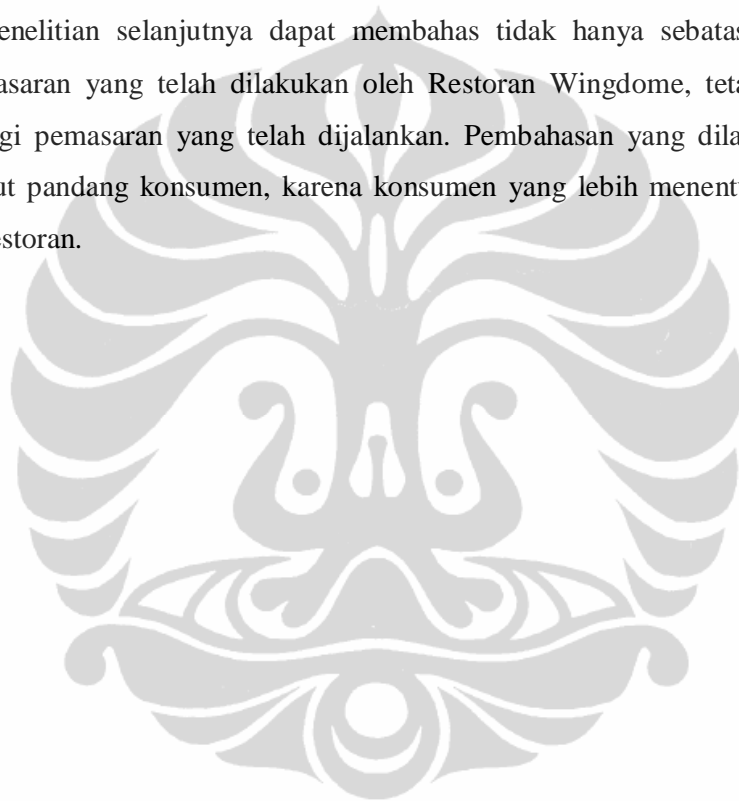 enelitian selanjutnya dapat membahas tidak hanya sebatas
asaran yang telah dilakukan oleh Restoran Wingdome, teta
gi pemasaran yang telah dijalankan. Pembahasan yang dila
ut pandang konsumen, karena konsumen yang lebih menent
estoran.